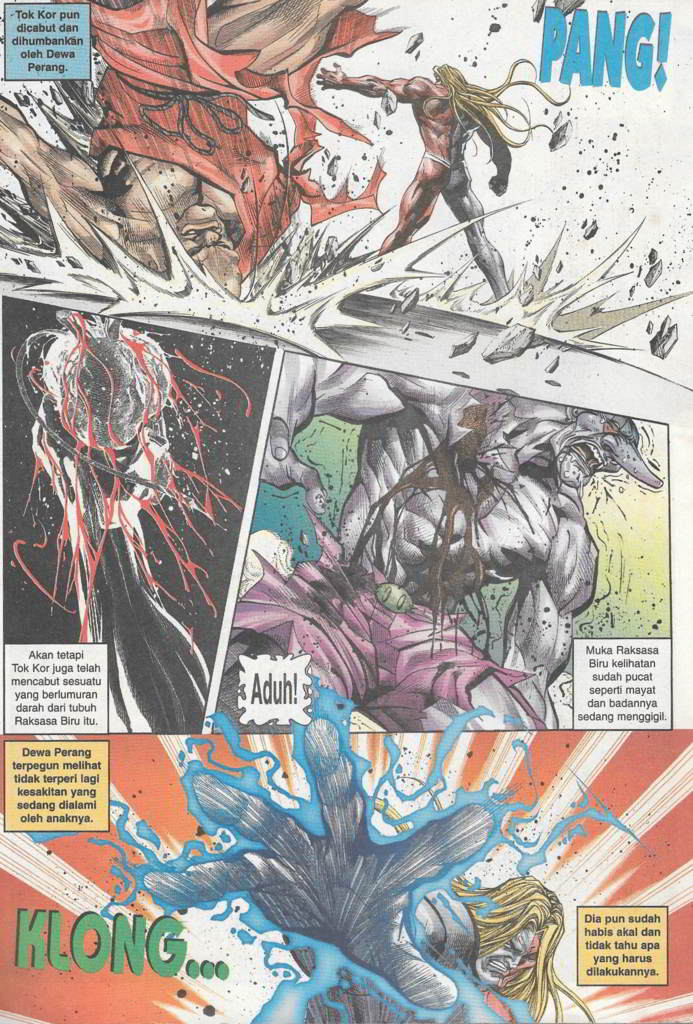 Tok Kor pun
dicabut dan
dihumbankan
oleh Dewa
Perang.
PANG!
Akan tetapi
Tok Kor juga telah
mencabut sesuatu
yang berlumuran
darah dari tubuh
Raksasa Biru itu.
Aduh!
Muka Raksasa
Biru kelihatan
sudah pucat
seperti mayat
dan badannya
sedang menggigil.
Dewa Perang
terpegun melihat
tidak terperi lagi
kesakitan yang
sedang dialami
oleh anaknya.
KLONG...
Dia pun sudah
habis akal dan
tidak tahu apa
yang harus
dilakukannya.